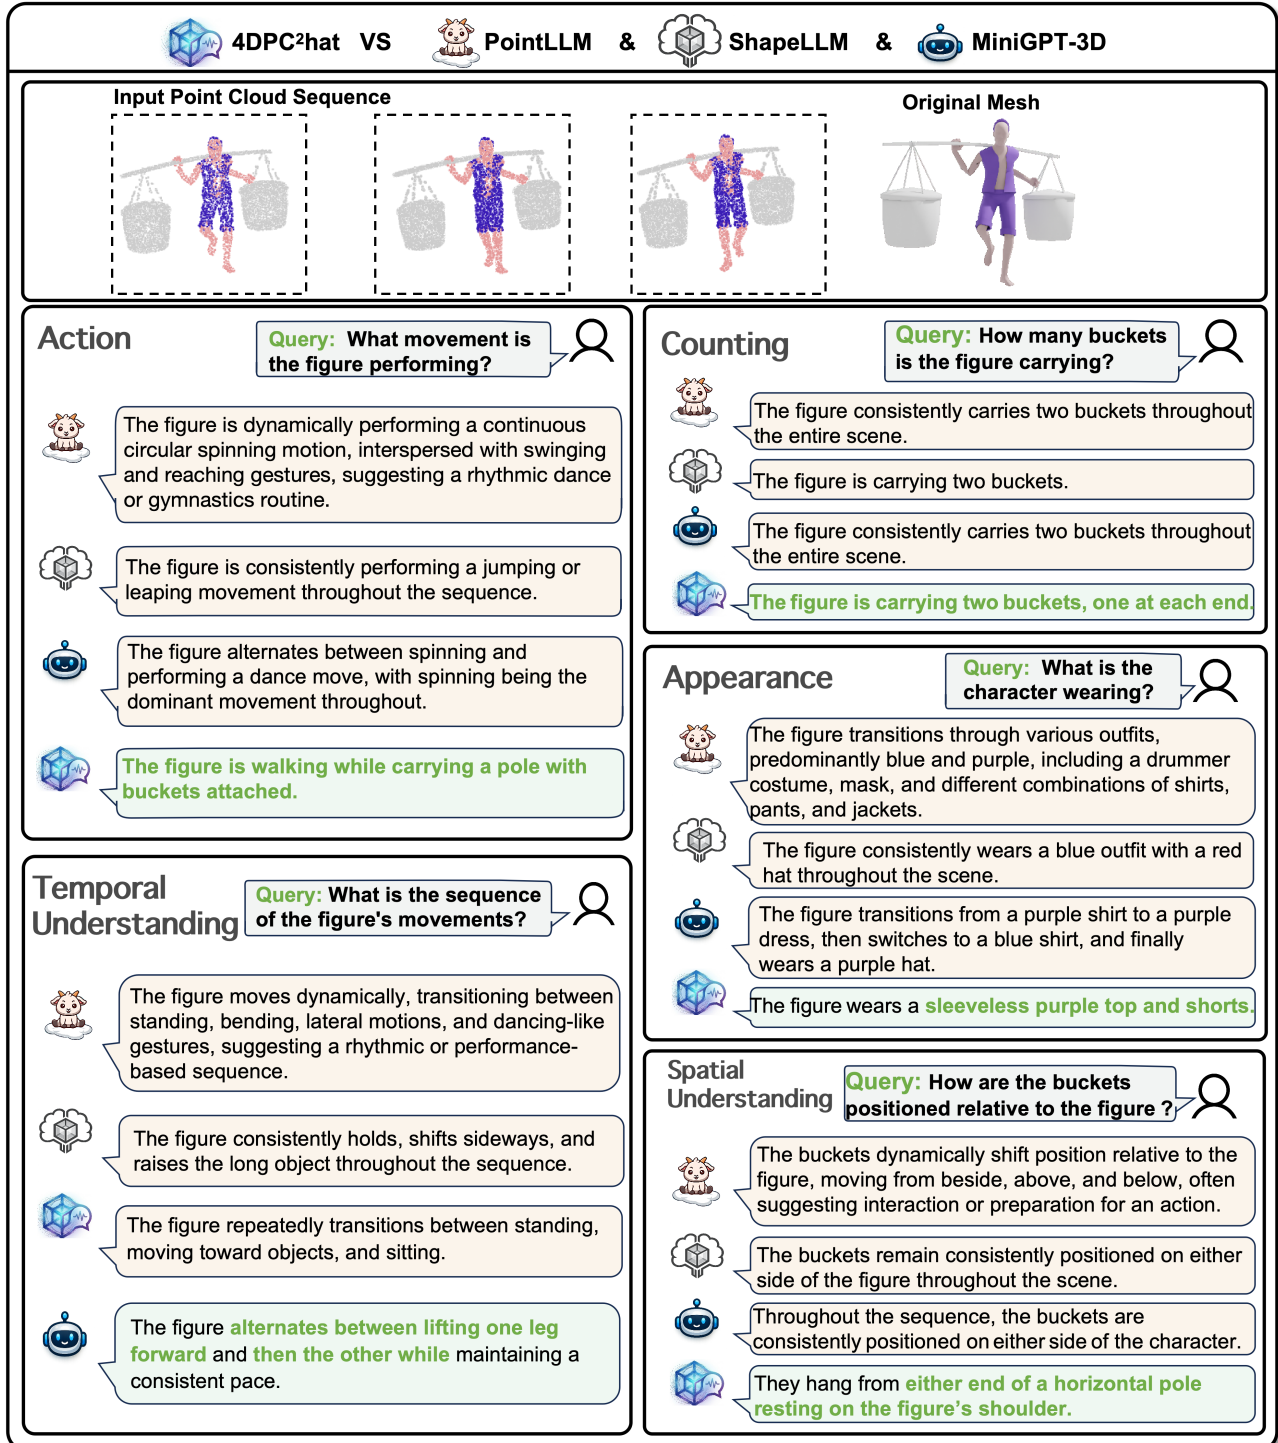 4DPC²hat VS PointLLM & ShapeLLM & MiniGPT-3D
Input Point Cloud Sequence
Original Mesh
Action
Query: What movement is
the figure performing?
The figure is dynamically performing a continuous
circular spinning motion, interspersed with swinging
and reaching gestures, suggesting a rhythmic dance
or gymnastics routine.
The figure is consistently performing a jumping or
leaping movement throughout the sequence.
The figure alternates between spinning and
performing a dance move, with spinning being the
dominant movement throughout.
The figure is walking while carrying a pole with
buckets attached.
Temporal
Understanding
Query: What is the sequence
of the figure's movements?
The figure moves dynamically, transitioning between
standing, bending, lateral motions, and dancing-like
gestures, suggesting a rhythmic or performance-
based sequence.
The figure consistently holds, shifts sideways, and
raises the long object throughout the sequence.
The figure repeatedly transitions between standing,
moving toward objects, and sitting.
The figure alternates between lifting one leg
forward and then the other while maintaining a
consistent pace.
Counting
Query: How many buckets
is the figure carrying?
The figure consistently carries two buckets throughout
the entire scene.
The figure is carrying two buckets.
The figure consistently carries two buckets throughout
the entire scene.
The figure is carrying two buckets, one at each end.
Appearance
Query: What is the
character wearing?
The figure transitions through various outfits,
predominantly blue and purple, including a drummer
costume, mask, and different combinations of shirts,
pants, and jackets.
The figure consistently wears a blue outfit with a red
hat throughout the scene.
The figure transitions from a purple shirt to a purple
dress, then switches to a blue shirt, and finally
wears a purple hat.
The figure wears a sleeveless purple top and shorts.
Spatial
Understanding
Query: How are the buckets
positioned relative to the figure ?
The buckets dynamically shift position relative to the
figure, moving from beside, above, and below, often
suggesting interaction or preparation for an action.
The buckets remain consistently positioned on either
side of the figure throughout the scene.
Throughout the sequence, the buckets are
consistently positioned on either side of the character.
They hang from either end of a horizontal pole
resting on the figure's shoulder.